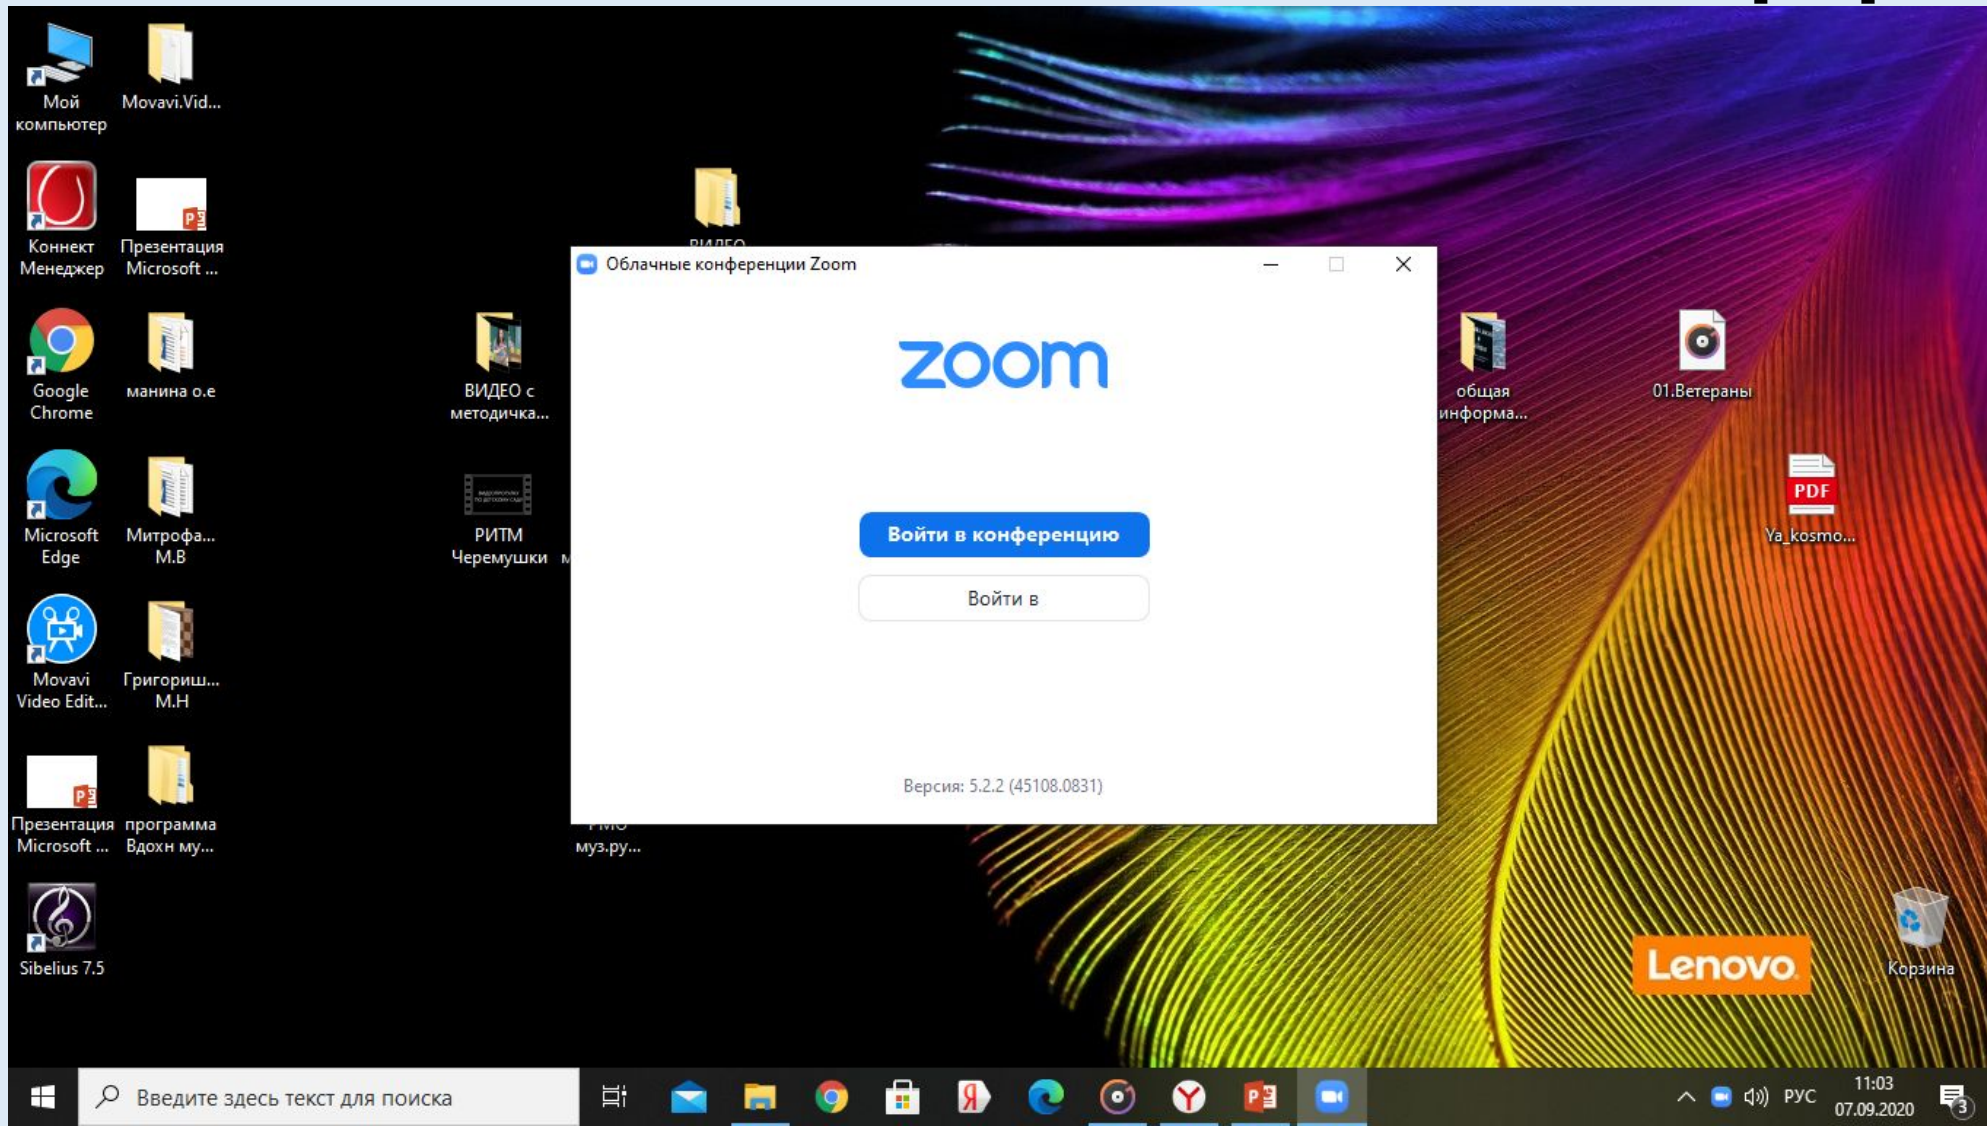 Мой
компьютер
Movavi.Vid...
Коннект
Менеджер
Презентация
Microsoft ...
ВИДЕО
Google
Chrome
манина о.е
ВИДЕО с
методичка...
общая
информа...
01.Ветераны
Microsoft
Edge
Митрофа...
М.В
РИТМ
Черемушки
PDF
Ya_kosmo...
Movavi
Video Edit...
Григориш...
М.Н
Презентация
Microsoft ...
программа
Вдохн му...
РМО
муз.ру...
Sibelius 7.5
Облачные конференции Zoom
zoom
Войти в конференцию
Войти в
Версия: 5.2.2 (45108.0831)
Lenovo
Корзина
Введите здесь текст для поиска
РУС
11:03
07.09.2020
3